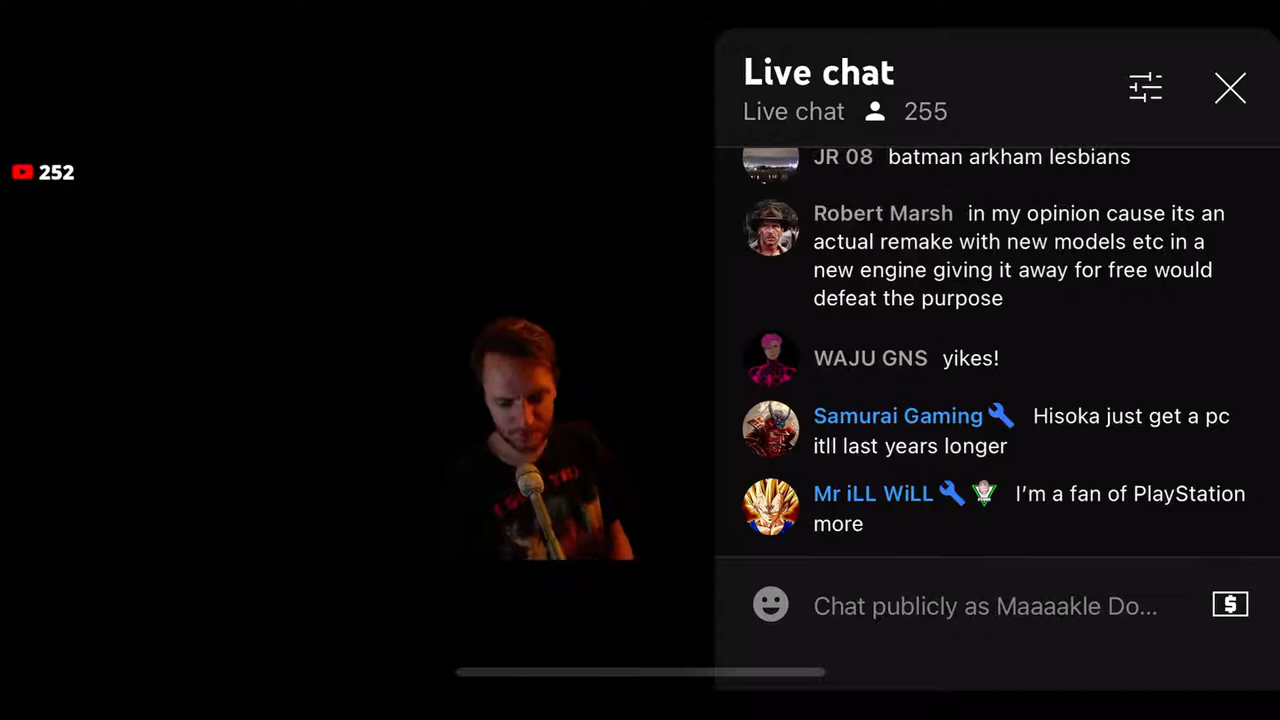 Live chat
Live chat 255
252
JR 08 batman arkham lesbians
Robert Marsh in my opinion cause its an
actual remake with new models etc in a
new engine giving it away for free would
defeat the purpose
WAJU GNS yikes!
Samurai Gaming Hisoka just get a pc
itll last years longer
Mr iLL WiLL I’m a fan of PlayStation
more
Chat publicly as Maaaakle Do...
$